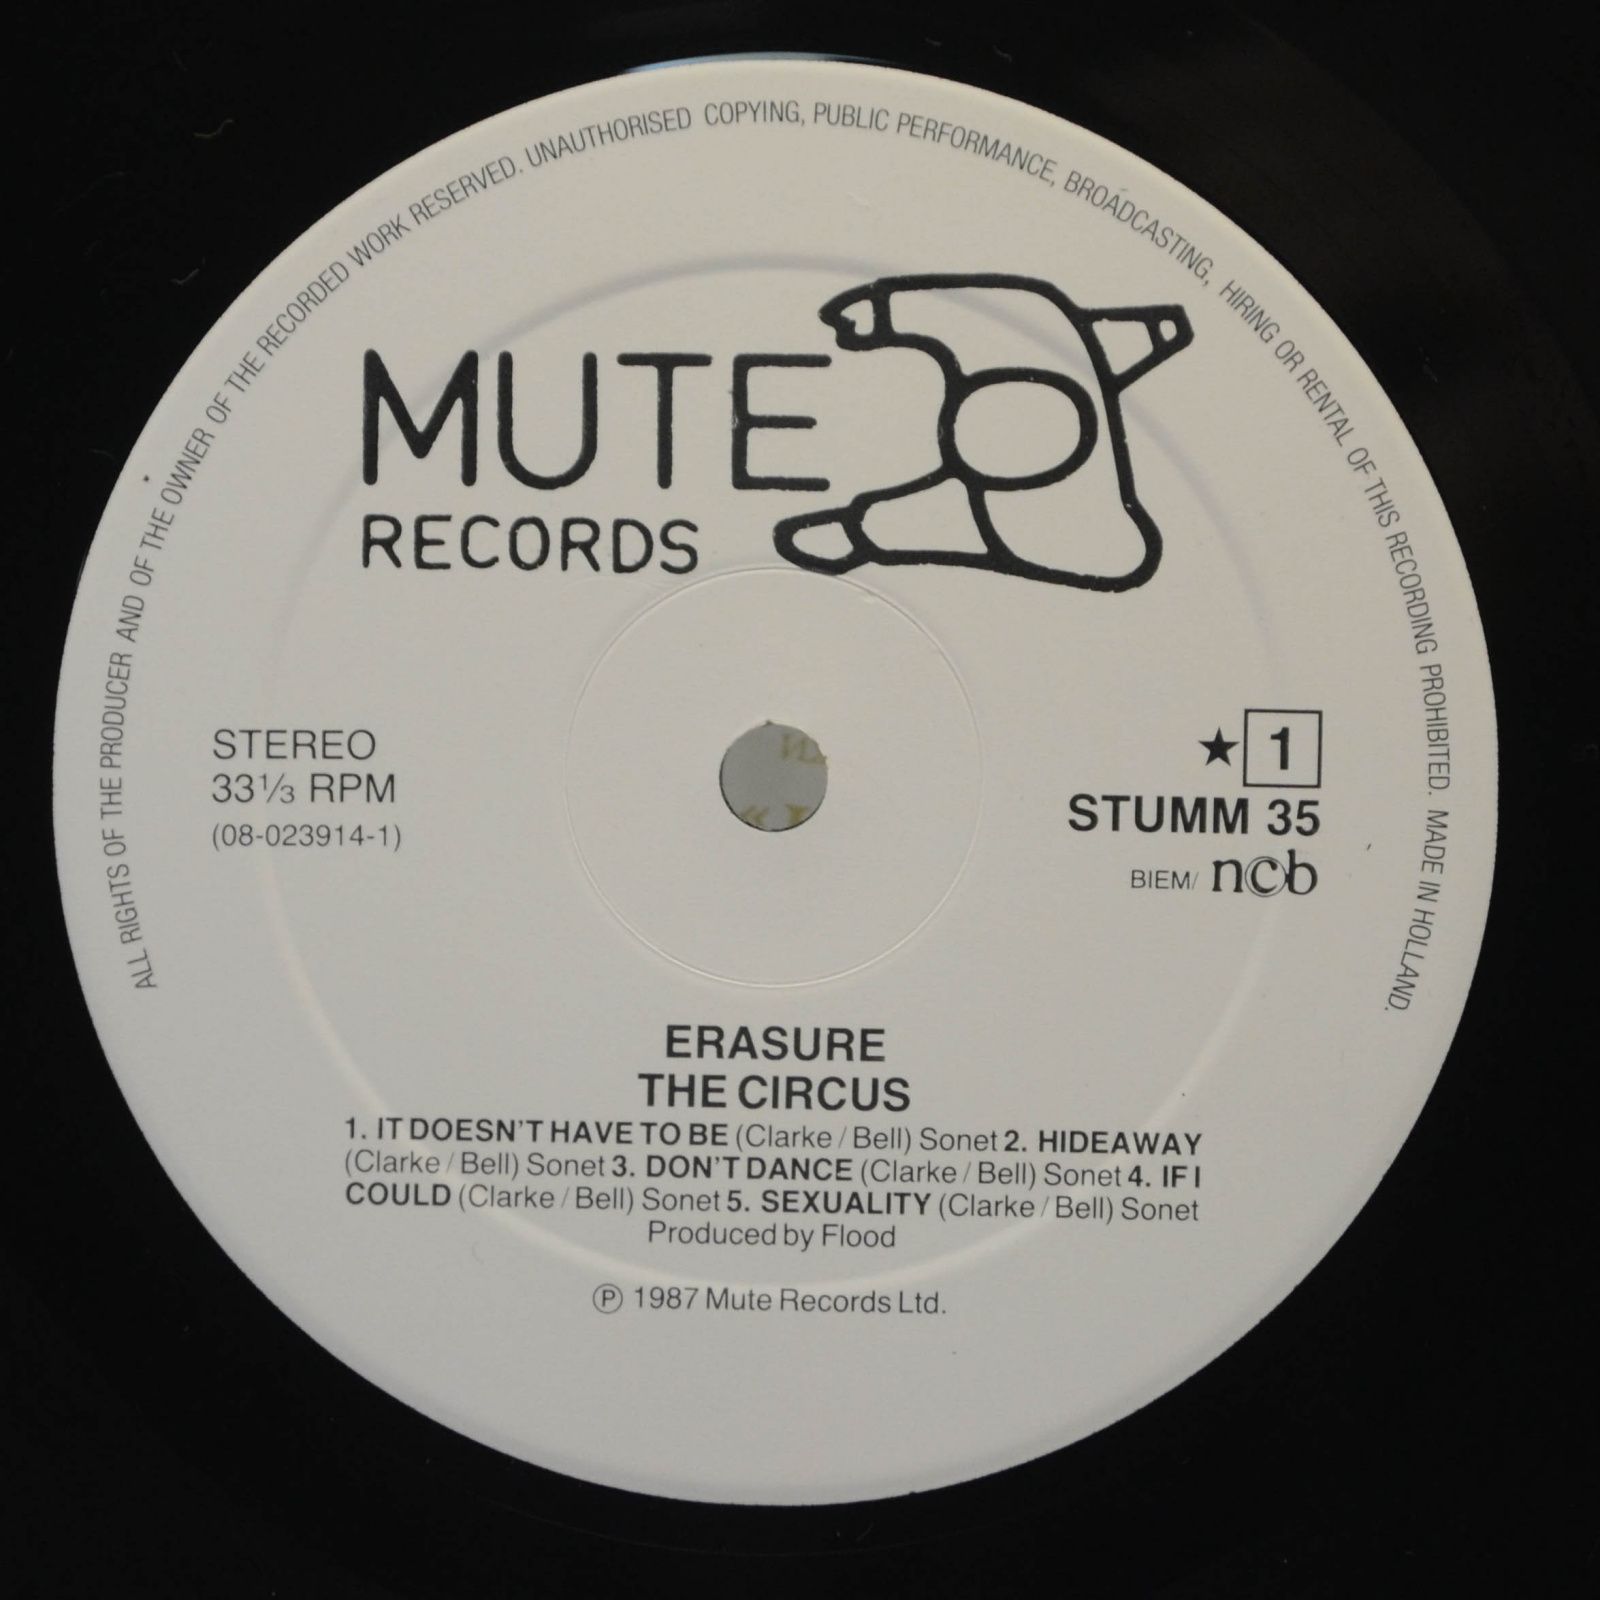 ALL RIGHTS OF THE PRODUCER AND OF THE OWNER OF THE RECORDED WORK RESERVED. UNAUTHORISED COPYING, PUBLIC PERFORMANCE, BROADCASTING, HIRING OR RENTAL OF THIS RECORDING PROHIBITED. MADE IN HOLLAND.
MUTE
RECORDS
STEREO
33⅓ RPM
(08-023914-1)
★ 1
STUMM 35
BIEM/ ncb
ERASURE
THE CIRCUS
1. IT DOESN'T HAVE TO BE (Clarke / Bell) Sonet 2. HIDEAWAY
(Clarke / Bell) Sonet 3. DON'T DANCE (Clarke / Bell) Sonet 4. IF I
COULD (Clarke / Bell) Sonet 5. SEXUALITY (Clarke / Bell) Sonet
Produced by Flood
℗ 1987 Mute Records Ltd.